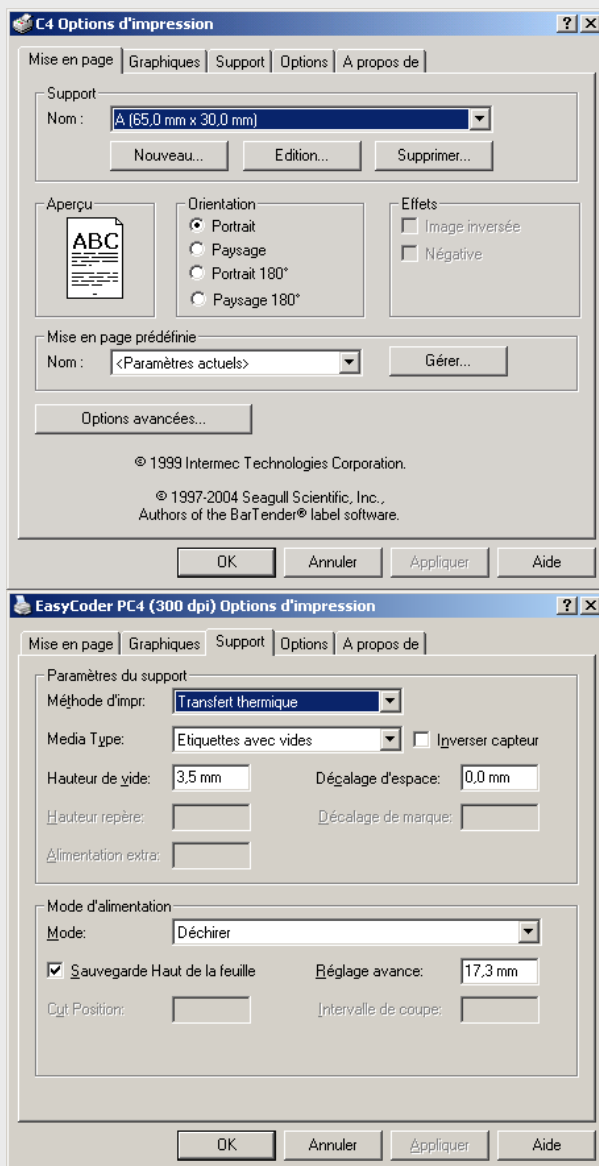 C4 Options d'impression
Mise en page Graphiques Support Options A propos de
Support
Nom : A (65,0 mm x 30,0 mm)
Nouveau... Edition... Supprimer...
Aperçu Orientation Effets
ABC
Portrait
Paysage
Portrait 180°
Paysage 180°
Image inversée
Négative
Mise en page prédéfinie
Nom : <Paramètres actuels> Gérer...
Options avancées...
© 1999 Intermec Technologies Corporation.
© 1997-2004 Seagull Scientific, Inc.,
Authors of the BarTender® label software.
OK Annuler Appliquer Aide
EasyCoder PC4 (300 dpi) Options d'impression
Mise en page Graphiques Support Options A propos de
Paramètres du support
Méthode d'impr: Transfert thermique
Media Type: Etiquettes avec vides Inverser capteur
Hauteur de vide: 3,5 mm Décalage d'espace: 0,0 mm
Hauteur repère: Décalage de marque:
Alimentation extra:
Mode d'alimentation
Mode: Déchirer
Sauvegarde Haut de la feuille Réglage avance: 17,3 mm
Cut Position: Intervalle de coupe:
OK Annuler Appliquer Aide